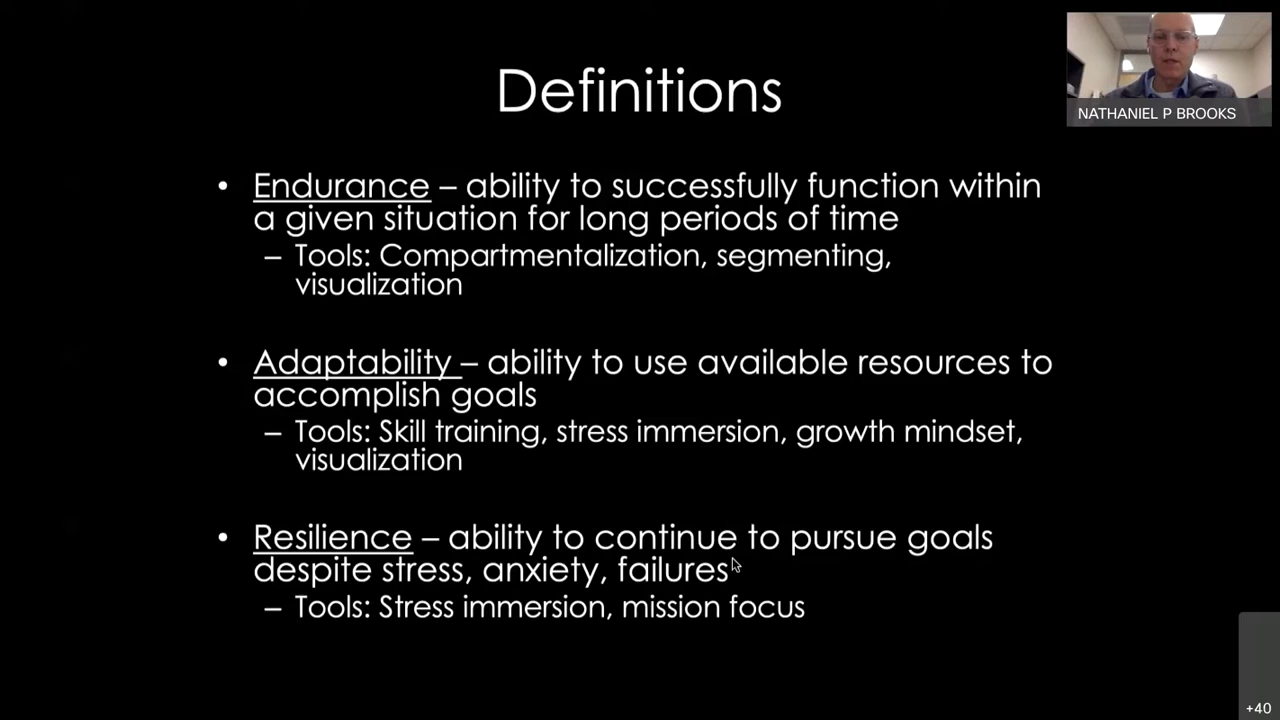 Definitions
NATHANIEL P BROOKS
• Endurance – ability to successfully function within
a given situation for long periods of time
– Tools: Compartmentalization, segmenting,
visualization
• Adaptability – ability to use available resources to
accomplish goals
– Tools: Skill training, stress immersion, growth mindset,
visualization
• Resilience – ability to continue to pursue goals
despite stress, anxiety, failures
– Tools: Stress immersion, mission focus
+40